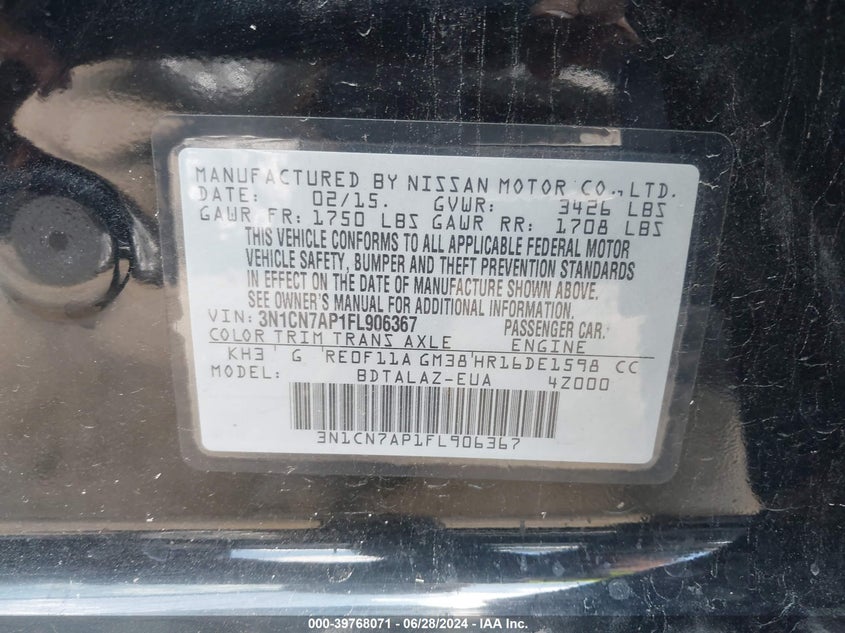 MANUFACTURED BY NISSAN MOTOR CO.,LTD.
DATE: 02/15. GVWR: 3426 LBS
GAWR FR: 1750 LBS GAWR RR: 1708 LBS
THIS VEHICLE CONFORMS TO ALL APPLICABLE FEDERAL MOTOR
VEHICLE SAFETY, BUMPER AND THEFT PREVENTION STANDARDS
IN EFFECT ON THE DATE OF MANUFACTURE SHOWN ABOVE.
SEE OWNER'S MANUAL FOR ADDITIONAL INFORMATION.
VIN: 3N1CN7AP1FL906367 PASSENGER CAR.
COLOR TRIM TRANS AXLE ENGINE
KH3 G RE0F11A GM38 HR16DE1598 CC
MODEL: BDTALAZ-EUA 4Z000
3N1CN7AP1FL906367
000-39768071 - 06/28/2024 - IAA Inc.